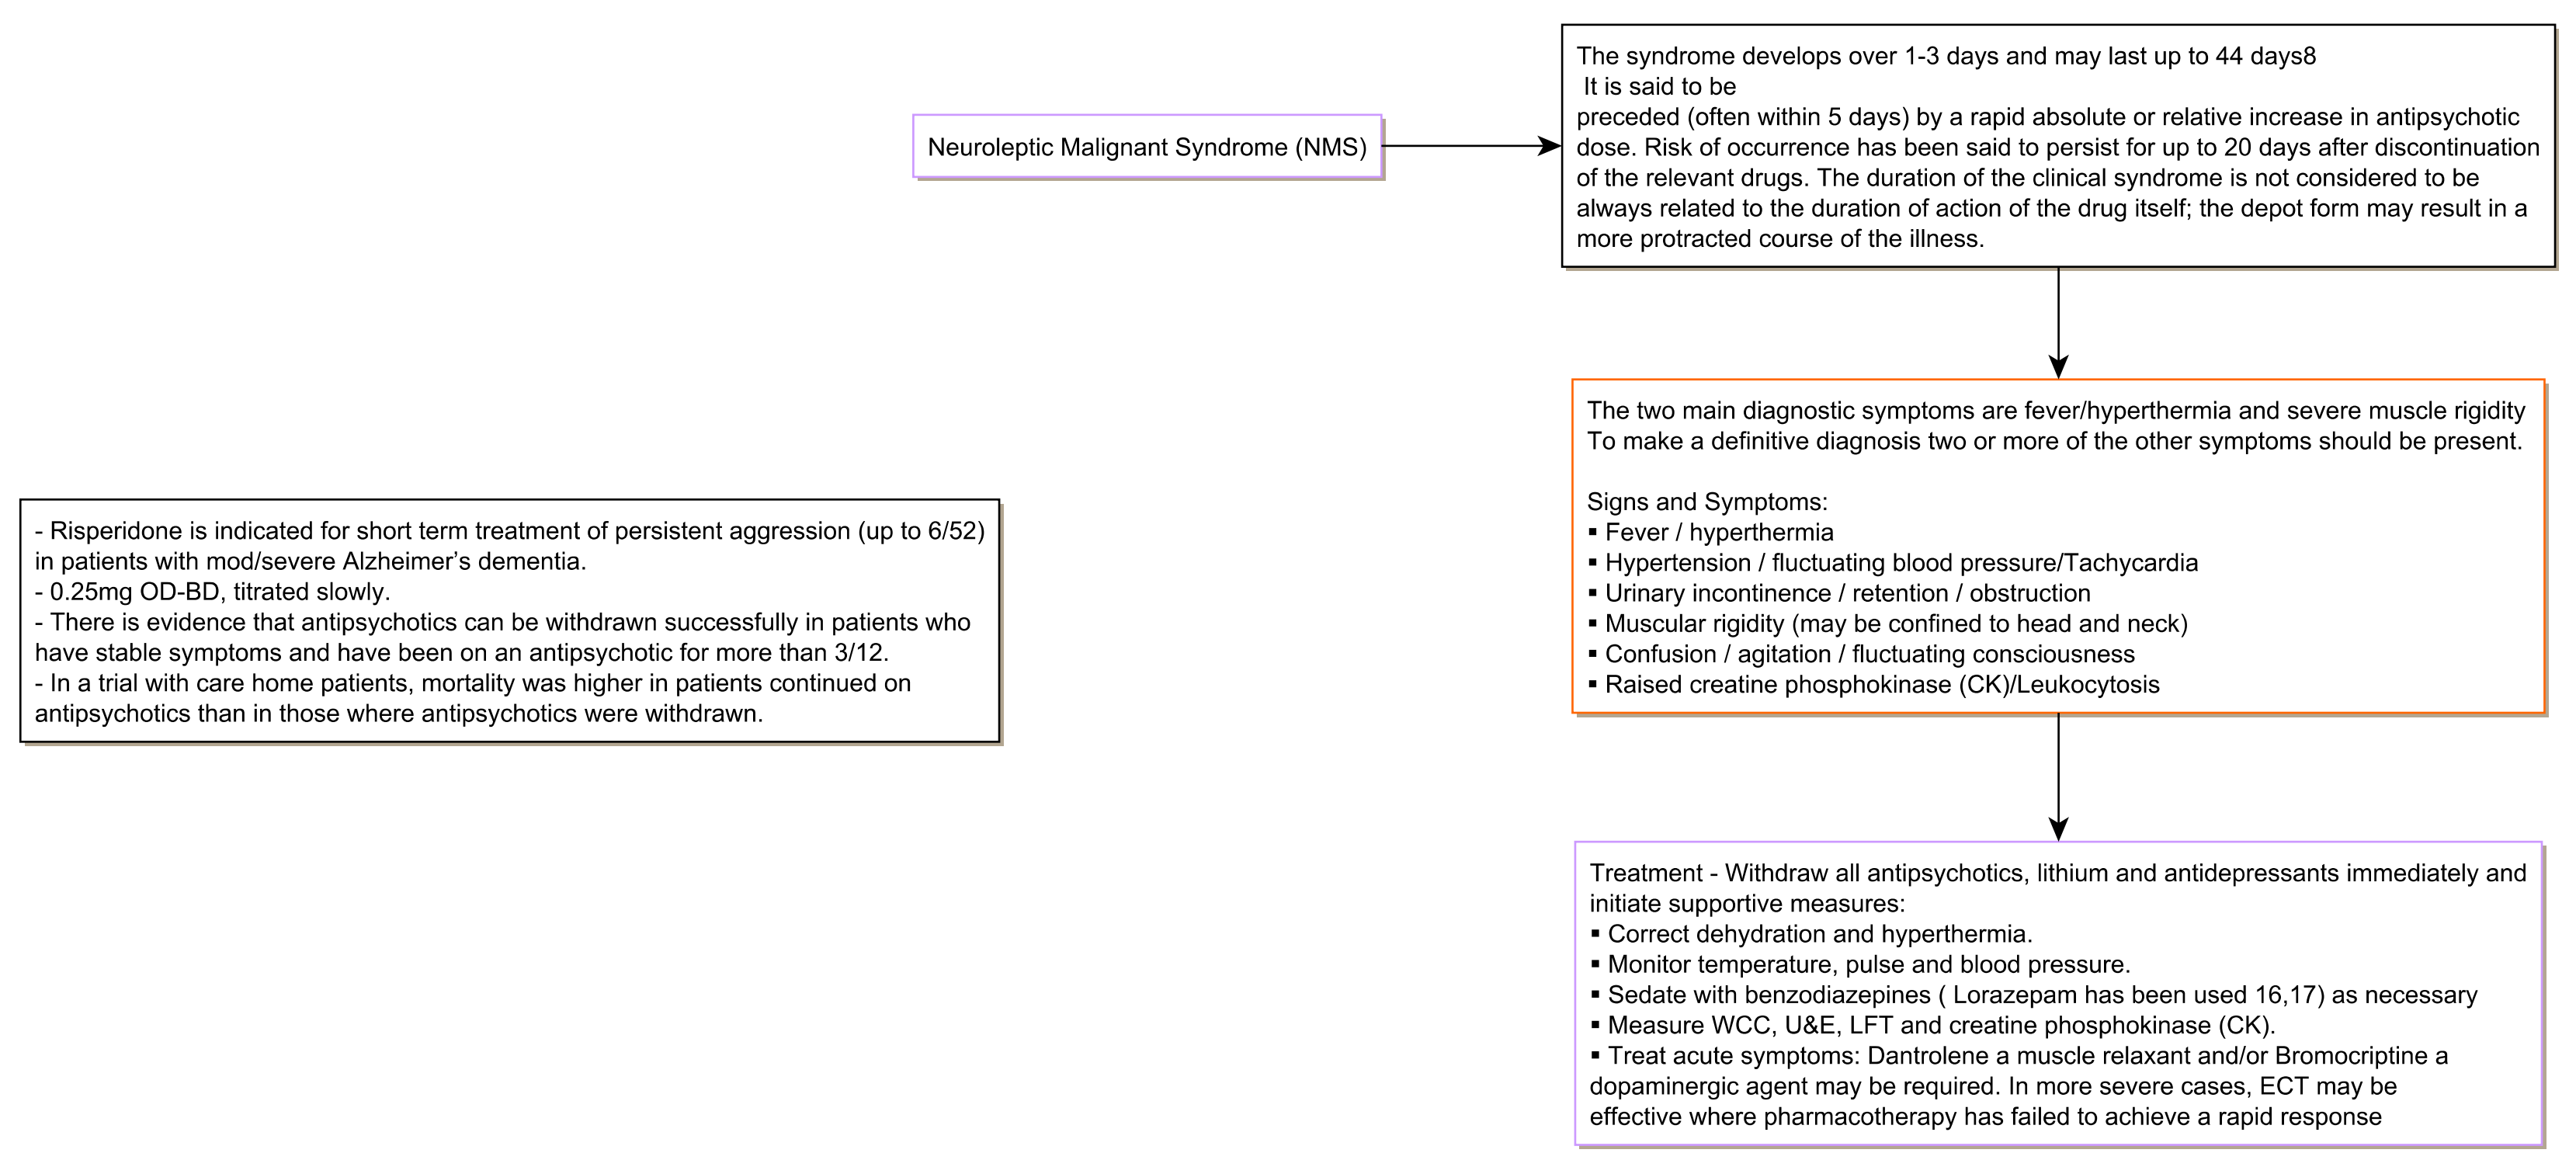 Neuroleptic Malignant Syndrome (NMS)
The syndrome develops over 1-3 days and may last up to 44 days8
It is said to be
preceded (often within 5 days) by a rapid absolute or relative increase in antipsychotic
dose. Risk of occurrence has been said to persist for up to 20 days after discontinuation
of the relevant drugs. The duration of the clinical syndrome is not considered to be
always related to the duration of action of the drug itself; the depot form may result in a
more protracted course of the illness.
The two main diagnostic symptoms are fever/hyperthermia and severe muscle rigidity
To make a definitive diagnosis two or more of the other symptoms should be present.
Signs and Symptoms:
▪ Fever / hyperthermia
▪ Hypertension / fluctuating blood pressure/Tachycardia
▪ Urinary incontinence / retention / obstruction
▪ Muscular rigidity (may be confined to head and neck)
▪ Confusion / agitation / fluctuating consciousness
▪ Raised creatine phosphokinase (CK)/Leukocytosis
- Risperidone is indicated for short term treatment of persistent aggression (up to 6/52)
in patients with mod/severe Alzheimer’s dementia.
- 0.25mg OD-BD, titrated slowly.
- There is evidence that antipsychotics can be withdrawn successfully in patients who
have stable symptoms and have been on an antipsychotic for more than 3/12.
- In a trial with care home patients, mortality was higher in patients continued on
antipsychotics than in those where antipsychotics were withdrawn.
Treatment - Withdraw all antipsychotics, lithium and antidepressants immediately and
initiate supportive measures:
▪ Correct dehydration and hyperthermia.
▪ Monitor temperature, pulse and blood pressure.
▪ Sedate with benzodiazepines ( Lorazepam has been used 16,17) as necessary
▪ Measure WCC, U&E, LFT and creatine phosphokinase (CK).
▪ Treat acute symptoms: Dantrolene a muscle relaxant and/or Bromocriptine a
dopaminergic agent may be required. In more severe cases, ECT may be
effective where pharmacotherapy has failed to achieve a rapid response